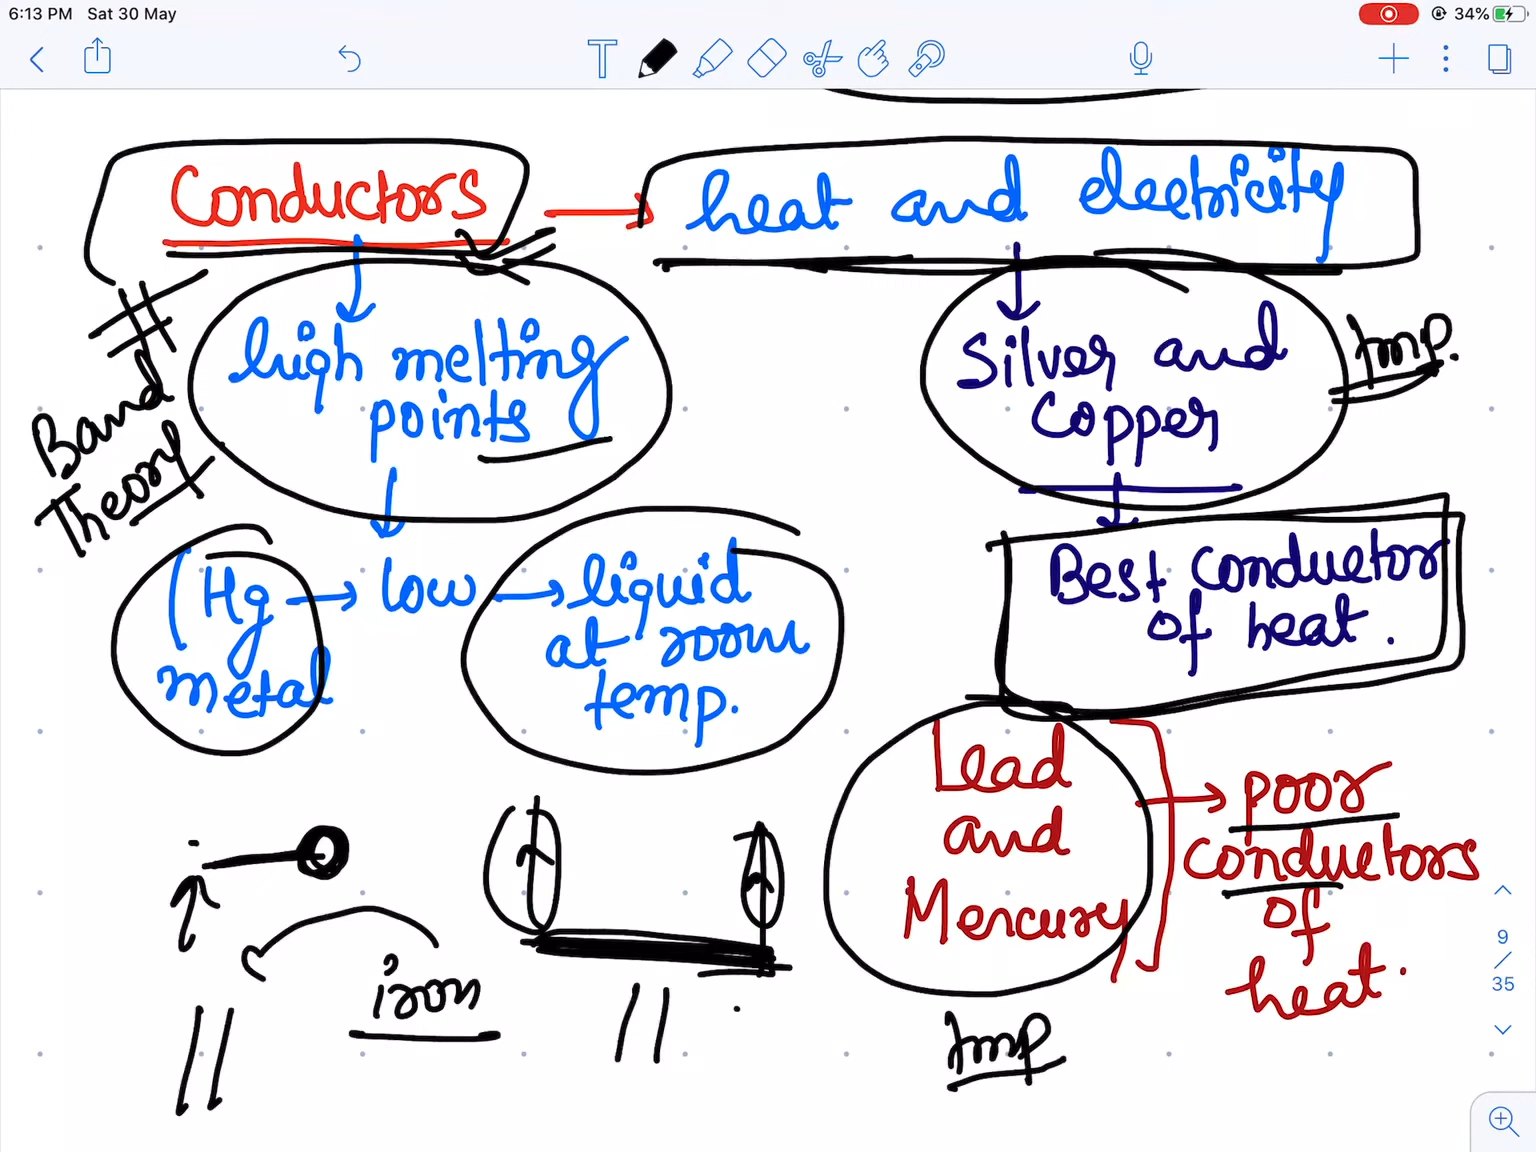 6:13 PM Sat 30 May
34%
T
Conductors → heat and electricity
high melting
points
Silver and
Copper
Imp.
Band
Theory
(Hg → low → liquid
metal
at room
temp.
Best conductor
of heat.
Lead
and
Mercury
→ poor
conductors
of
heat.
iron
Imp
9
/
35